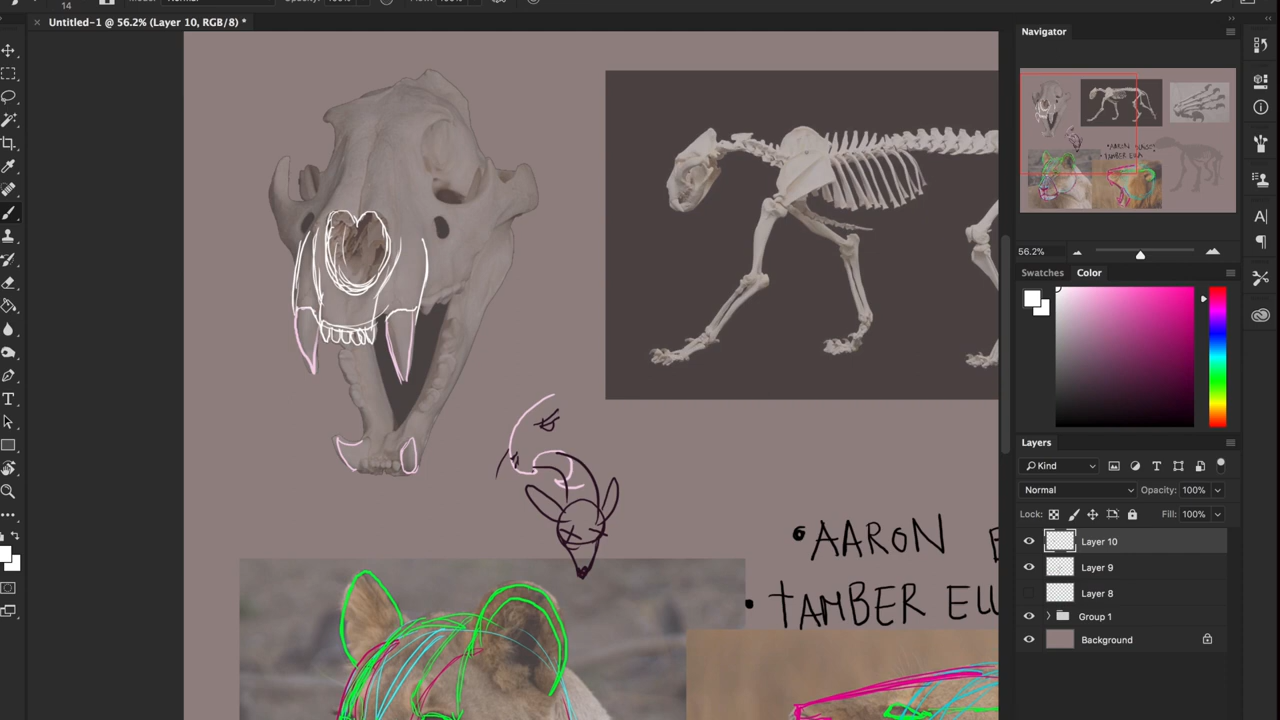 14
Untitled-1 @ 56.2% (Layer 10, RGB/8) *
Navigator
56.2%
Swatches
Color
Layers
Kind
Normal
Opacity: 100%
Lock:
Fill: 100%
Layer 10
Layer 9
Layer 8
Group 1
Background
•AARON
•TAMBER